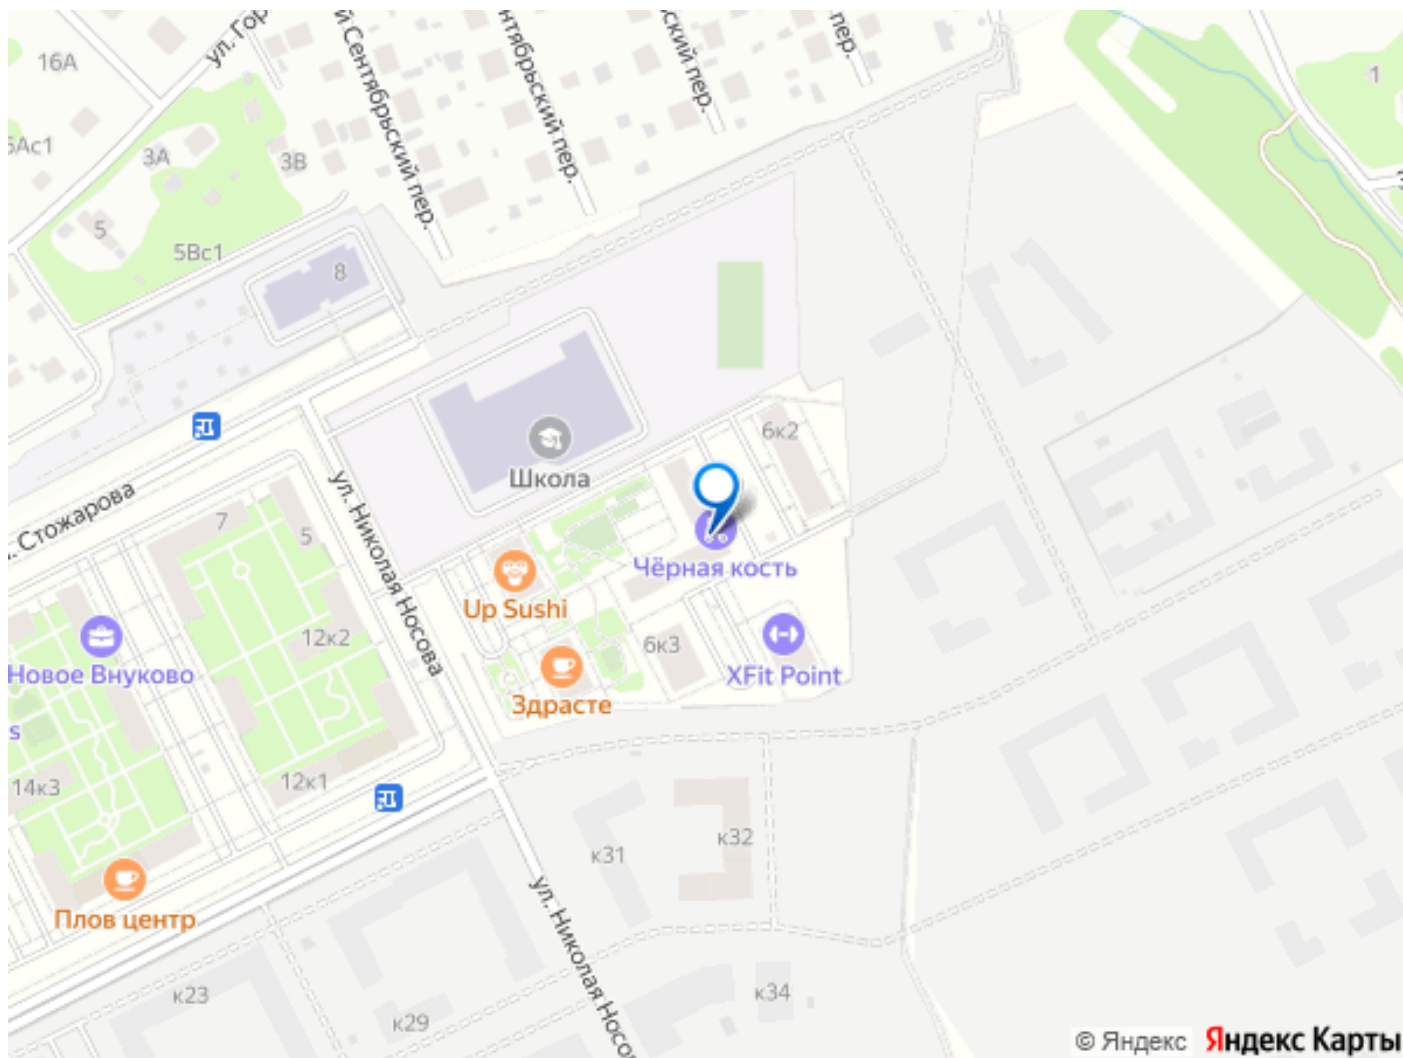 16А
ул. Гор
й Сентябрьский пер.
нтябрьский пер.
ский пер.
пер.
1
6Ас1
3А
3В
5
5Вс1
8
6к2
Школа
ул. Николая Носова
. Стожарова
7
5
Чёрная кость
Up Sushi
12к2
6к3
Новое Внуково
XFit Point
Здрасте
s
14к3
12к1
к32
к31
Плов центр
ул. Николая Носо
к23
к34
к29
© Яндекс
Яндекс Карты